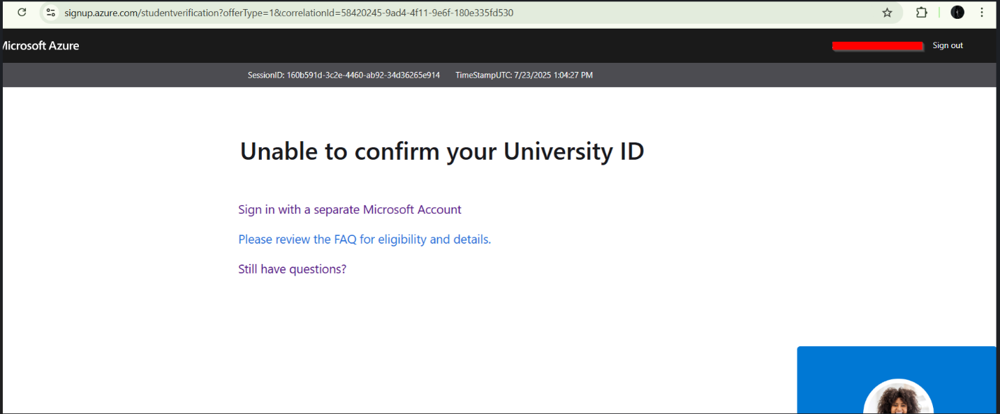 signup.azure.com/studentverification?offerType=1&correlationId=58420245-9ad4-4f11-9e6f-180e335fd530
Microsoft Azure
Sign out
SessionID: 160b591d-3c2e-4460-ab92-34d36265e914 TimeStampUTC: 7/23/2025 1:04:27 PM
Unable to confirm your University ID
Sign in with a separate Microsoft Account
Please review the FAQ for eligibility and details.
Still have questions?